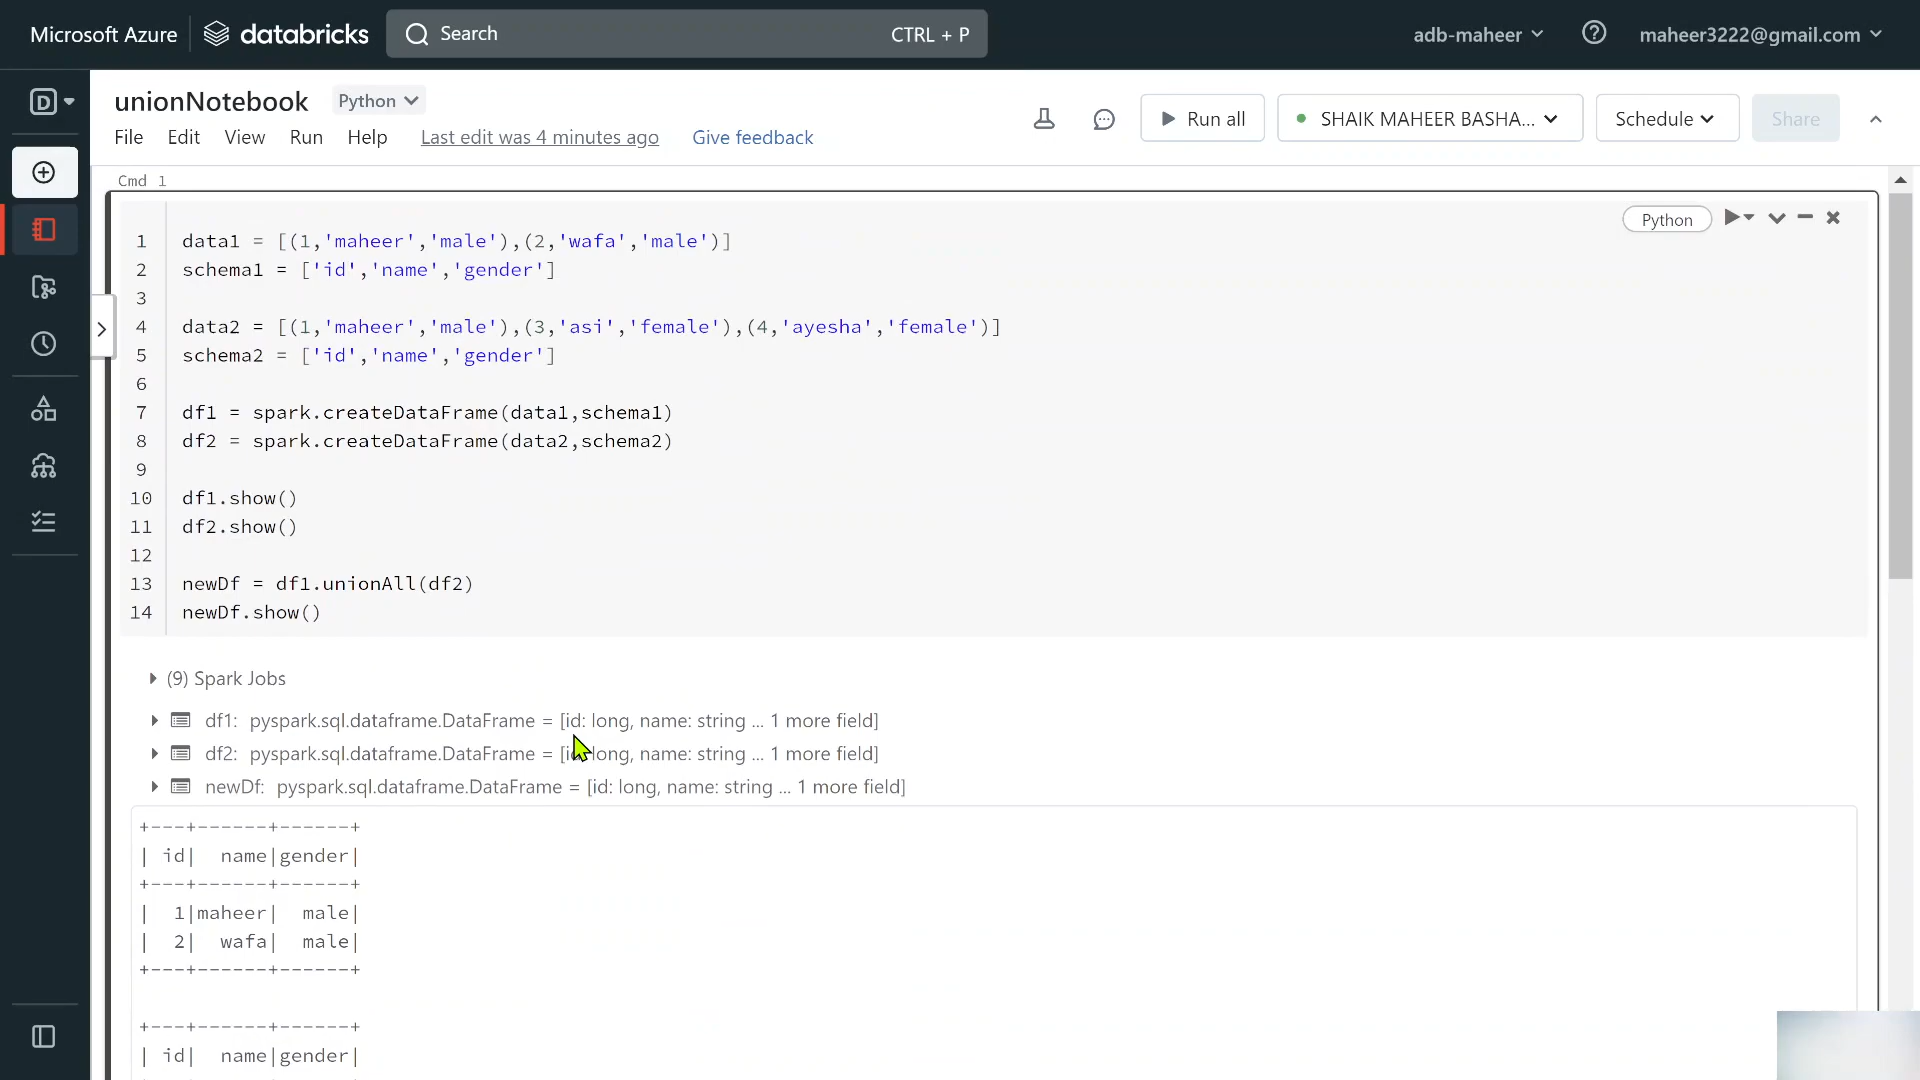 Microsoft Azure databricks Search CTRL + P adb-maheer maheer3222@gmail.com
unionNotebook Python
File Edit View Run Help Last edit was 4 minutes ago Give feedback Run all SHAIK MAHEER BASHA... Schedule Share
Cmd 1
Python
1 data1 = [(1,'maheer','male'),(2,'wafa','male')]
2 schema1 = ['id','name','gender']
3
4 data2 = [(1,'maheer','male'),(3,'asi','female'),(4,'ayesha','female')]
5 schema2 = ['id','name','gender']
6
7 df1 = spark.createDataFrame(data1,schema1)
8 df2 = spark.createDataFrame(data2,schema2)
9
10 df1.show()
11 df2.show()
12
13 newDf = df1.unionAll(df2)
14 newDf.show()
(9) Spark Jobs
df1: pyspark.sql.dataframe.DataFrame = [id: long, name: string ... 1 more field]
df2: pyspark.sql.dataframe.DataFrame = [id: long, name: string ... 1 more field]
newDf: pyspark.sql.dataframe.DataFrame = [id: long, name: string ... 1 more field]
+---+------+------+
| id|  name|gender|
+---+------+------+
|  1|maheer|  male|
|  2|  wafa|  male|
+---+------+------+
+---+------+------+
| id|  name|gender|